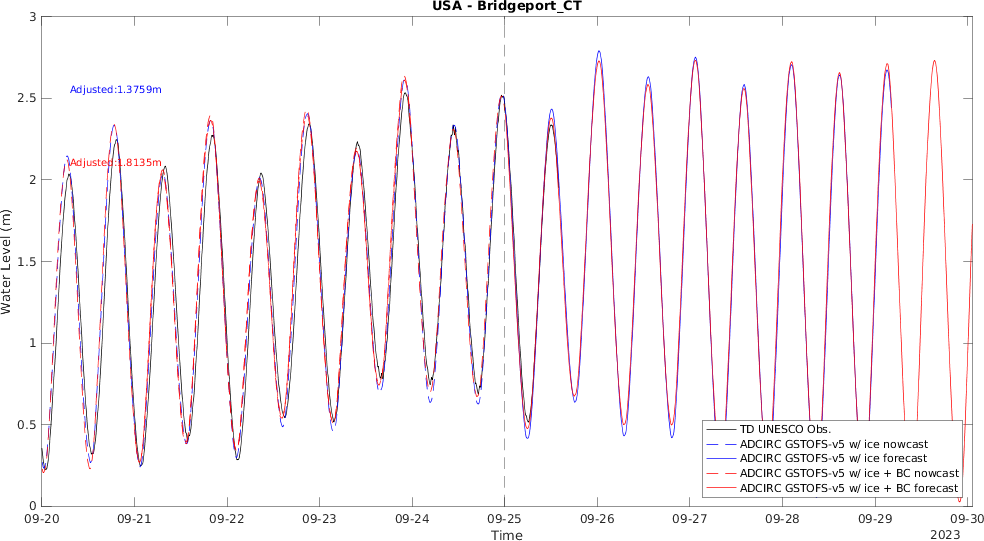 USA - Bridgeport_CT
3
2.5
2
1.5
1
0.5
0
Water Level (m)
Adjusted:1.3759m
Adjusted:1.8135m
TD UNESCO Obs.
ADCIRC GSTOFS-v5 w/ ice nowcast
ADCIRC GSTOFS-v5 w/ ice forecast
ADCIRC GSTOFS-v5 w/ ice + BC nowcast
ADCIRC GSTOFS-v5 w/ ice + BC forecast
09-20 09-21 09-22 09-23 09-24 09-25 09-26 09-27 09-28 09-29 09-30
Time
2023